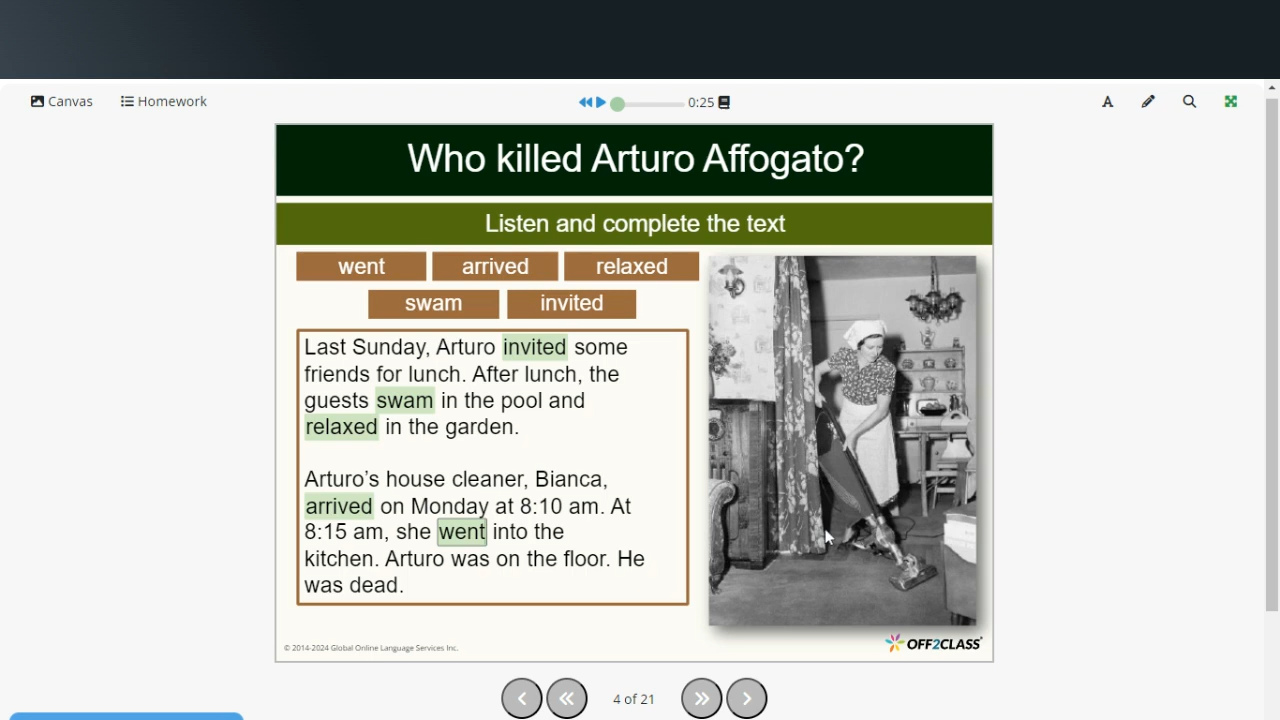 Canvas
Homework
0:25
A
Who killed Arturo Affogato?
Listen and complete the text
went
arrived
relaxed
swam
invited
Last Sunday, Arturo invited some
friends for lunch. After lunch, the
guests swam in the pool and
relaxed in the garden.
Arturo’s house cleaner, Bianca,
arrived on Monday at 8:10 am. At
8:15 am, she went into the
kitchen. Arturo was on the floor. He
was dead.
© 2014-2024 Global Online Language Services Inc.
OFF2CLASS
4 of 21